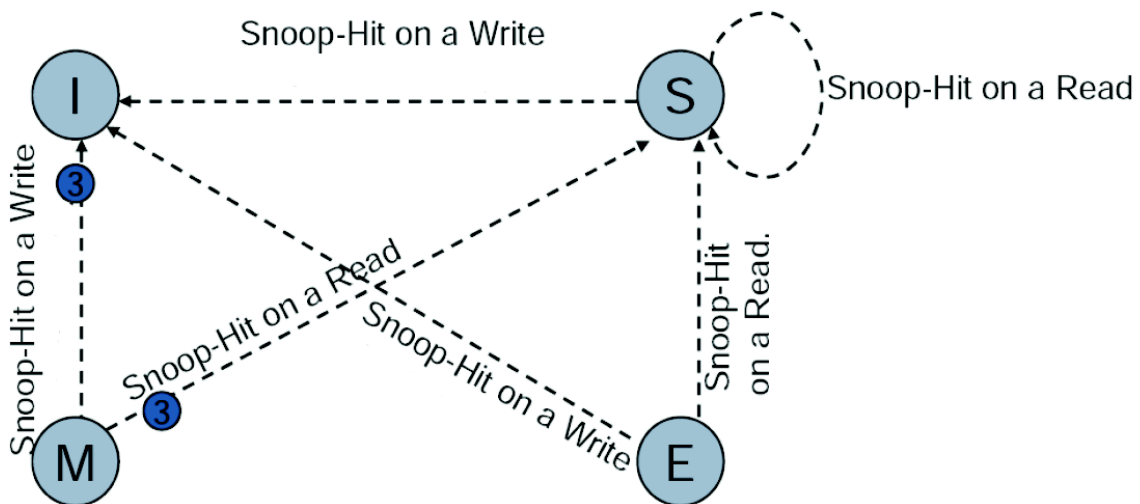 Snoop-Hit on a Write
I
S
Snoop-Hit on a Read
Snoop-Hit on a Write
3
Snoop-Hit on a Read
3
Snoop-Hit on a Write
Snoop-Hit
on a Read.
M
E